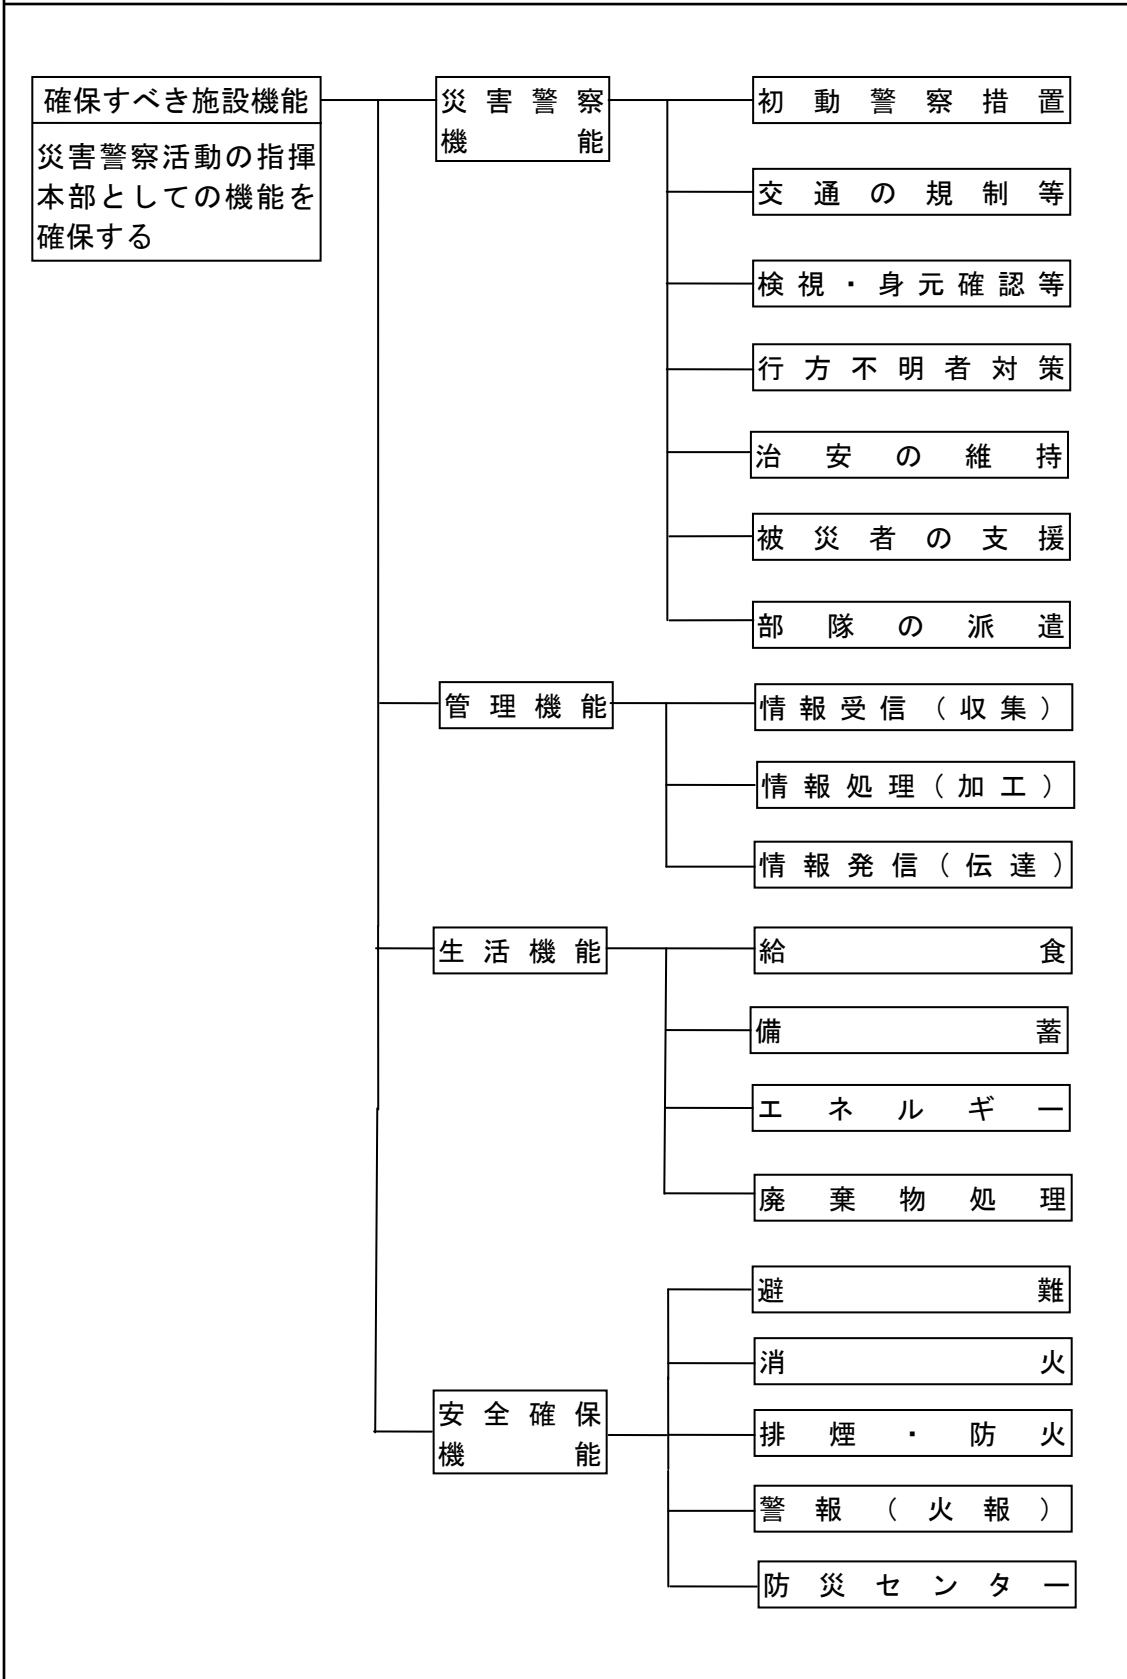 確保すべき施設機能
災害警察活動の指揮
本部としての機能を
確保する
災害警察
機能
初動警察措置
交通の規制等
検視・身元確認等
行方不明者対策
治安の維持
被災者の支援
部隊の派遣
管理機能
情報受信（収集）
情報処理（加工）
情報発信（伝達）
生活機能
給食
備蓄
エネルギー
廃棄物処理
安全確保
機能
避難
消火
排煙・防火
警報（火報）
防災センター